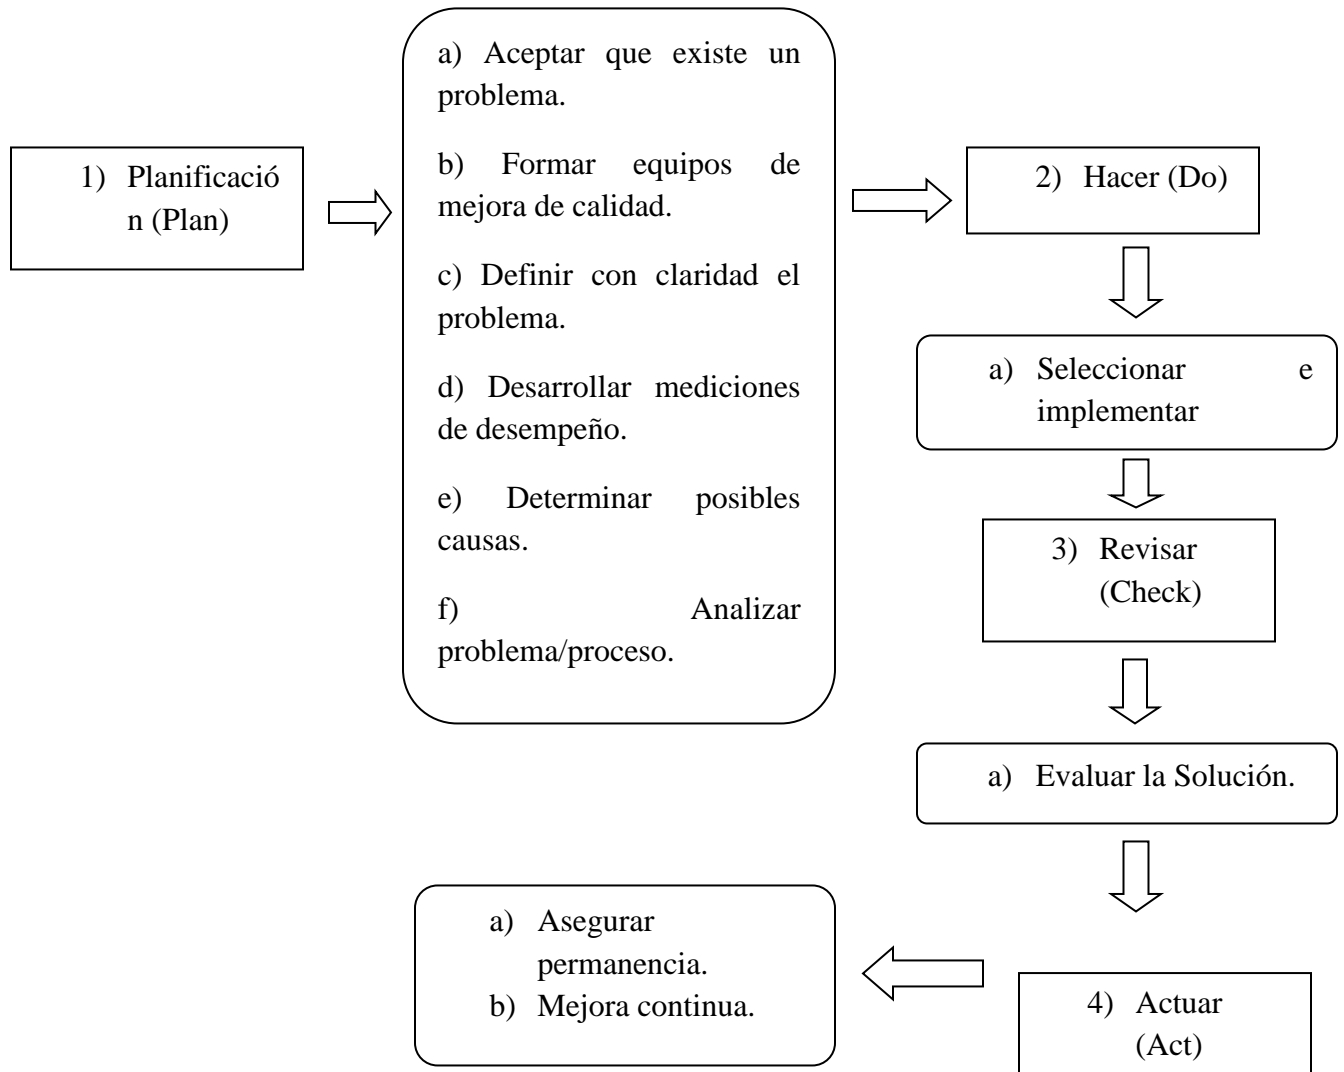 1) Planificació
n (Plan)
a) Aceptar que existe un
problema.
b) Formar equipos de
mejora de calidad.
c) Definir con claridad el
problema.
d) Desarrollar mediciones
de desempeño.
e) Determinar posibles
causas.
f) Analizar
problema/proceso.
2) Hacer (Do)
a) Seleccionar e
implementar
3) Revisar
(Check)
a) Evaluar la Solución.
4) Actuar
(Act)
a) Asegurar
permanencia.
b) Mejora continua.